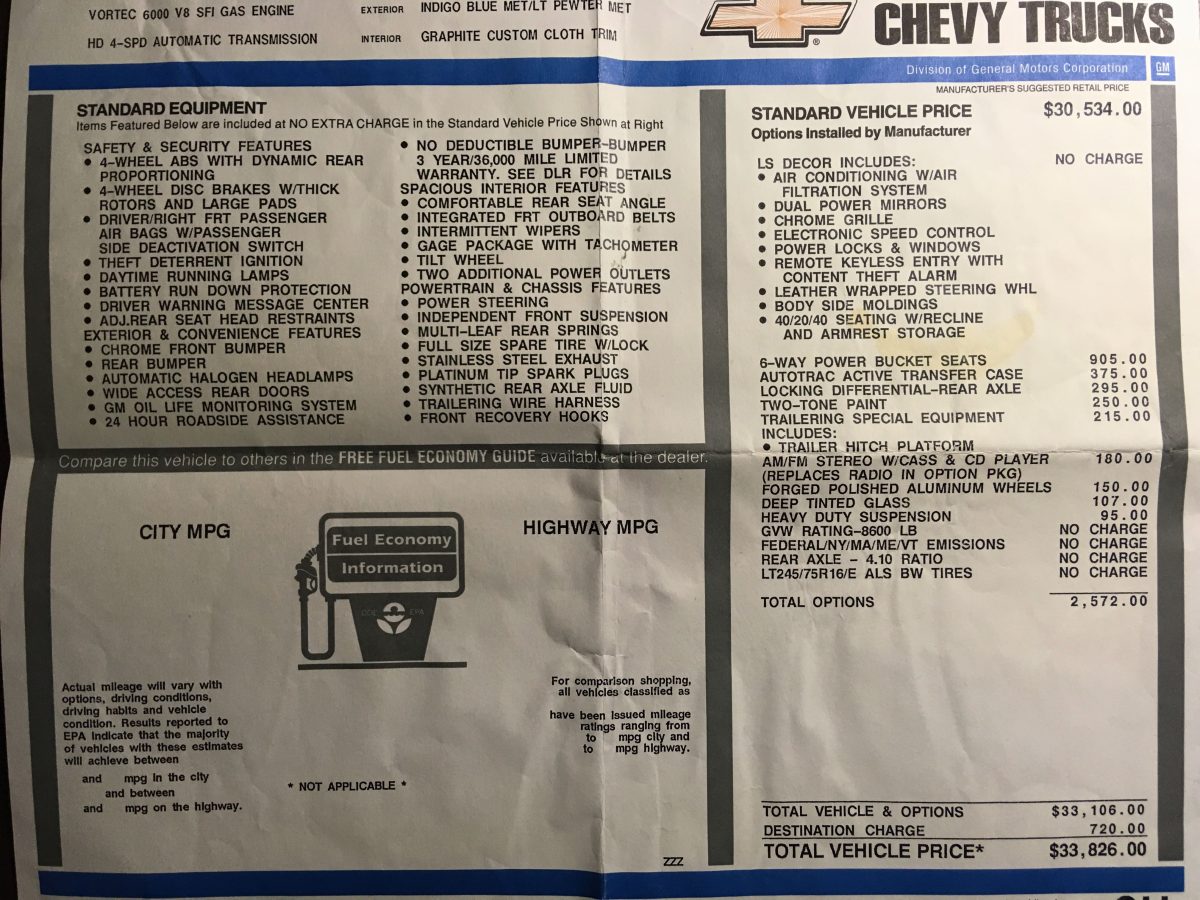 VORTEC 6000 V8 SFI GAS ENGINE
HD 4-SPD AUTOMATIC TRANSMISSION
EXTERIOR INDIGO BLUE MET/LT PEWTER MET
INTERIOR GRAPHITE CUSTOM CLOTH TRIM
CHEVY TRUCKS
®
Division of General Motors Corporation GM
STANDARD EQUIPMENT
Items Featured Below are included at NO EXTRA CHARGE in the Standard Vehicle Price Shown at Right
SAFETY & SECURITY FEATURES
• 4-WHEEL ABS WITH DYNAMIC REAR
PROPORTIONING
• 4-WHEEL DISC BRAKES W/THICK
ROTORS AND LARGE PADS
• DRIVER/RIGHT FRT PASSENGER
AIR BAGS W/PASSENGER
SIDE DEACTIVATION SWITCH
• THEFT DETERRENT IGNITION
• DAYTIME RUNNING LAMPS
• BATTERY RUN DOWN PROTECTION
• DRIVER WARNING MESSAGE CENTER
• ADJ.REAR SEAT HEAD RESTRAINTS
EXTERIOR & CONVENIENCE FEATURES
• CHROME FRONT BUMPER
• REAR BUMPER
• AUTOMATIC HALOGEN HEADLAMPS
• WIDE ACCESS REAR DOORS
• GM OIL LIFE MONITORING SYSTEM
• 24 HOUR ROADSIDE ASSISTANCE
• NO DEDUCTIBLE BUMPER-BUMPER
3 YEAR/36,000 MILE LIMITED
WARRANTY. SEE DLR FOR DETAILS
SPACIOUS INTERIOR FEATURES
• COMFORTABLE REAR SEAT ANGLE
• INTEGRATED FRT OUTBOARD BELTS
• INTERMITTENT WIPERS
• GAGE PACKAGE WITH TACHOMETER
• TILT WHEEL
• TWO ADDITIONAL POWER OUTLETS
POWERTRAIN & CHASSIS FEATURES
• POWER STEERING
• INDEPENDENT FRONT SUSPENSION
• MULTI-LEAF REAR SPRINGS
• FULL SIZE SPARE TIRE W/LOCK
• STAINLESS STEEL EXHAUST
• PLATINUM TIP SPARK PLUGS
• SYNTHETIC REAR AXLE FLUID
• TRAILERING WIRE HARNESS
• FRONT RECOVERY HOOKS
Compare this vehicle to others in the FREE FUEL ECONOMY GUIDE available at the dealer.
CITY MPG
Fuel Economy
Information
DOE EPA
HIGHWAY MPG
Actual mileage will vary with
options, driving conditions,
driving habits and vehicle
condition. Results reported to
EPA indicate that the majority
of vehicles with these estimates
will achieve between
and mpg in the city
and between
and mpg on the highway.
* NOT APPLICABLE *
For comparison shopping,
all vehicles classified as
have been issued mileage
ratings ranging from
to mpg city and
to mpg highway.
ZZZ
MANUFACTURER'S SUGGESTED RETAIL PRICE
STANDARD VEHICLE PRICE $30,534.00
Options Installed by Manufacturer
LS DECOR INCLUDES: NO CHARGE
• AIR CONDITIONING W/AIR
FILTRATION SYSTEM
• DUAL POWER MIRRORS
• CHROME GRILLE
• ELECTRONIC SPEED CONTROL
• POWER LOCKS & WINDOWS
• REMOTE KEYLESS ENTRY WITH
CONTENT THEFT ALARM
• LEATHER WRAPPED STEERING WHL
• BODY SIDE MOLDINGS
• 40/20/40 SEATING W/RECLINE
AND ARMREST STORAGE
6-WAY POWER BUCKET SEATS 905.00
AUTOTRAC ACTIVE TRANSFER CASE 375.00
LOCKING DIFFERENTIAL-REAR AXLE 295.00
TWO-TONE PAINT 250.00
TRAILERING SPECIAL EQUIPMENT 215.00
INCLUDES:
• TRAILER HITCH PLATFORM
AM/FM STEREO W/CASS & CD PLAYER 180.00
(REPLACES RADIO IN OPTION PKG)
FORGED POLISHED ALUMINUM WHEELS 150.00
DEEP TINTED GLASS 107.00
HEAVY DUTY SUSPENSION 95.00
GVW RATING-8600 LB NO CHARGE
FEDERAL/NY/MA/ME/VT EMISSIONS NO CHARGE
REAR AXLE - 4.10 RATIO NO CHARGE
LT245/75R16/E ALS BW TIRES NO CHARGE
TOTAL OPTIONS 2,572.00
TOTAL VEHICLE & OPTIONS $33,106.00
DESTINATION CHARGE 720.00
TOTAL VEHICLE PRICE* $33,826.00